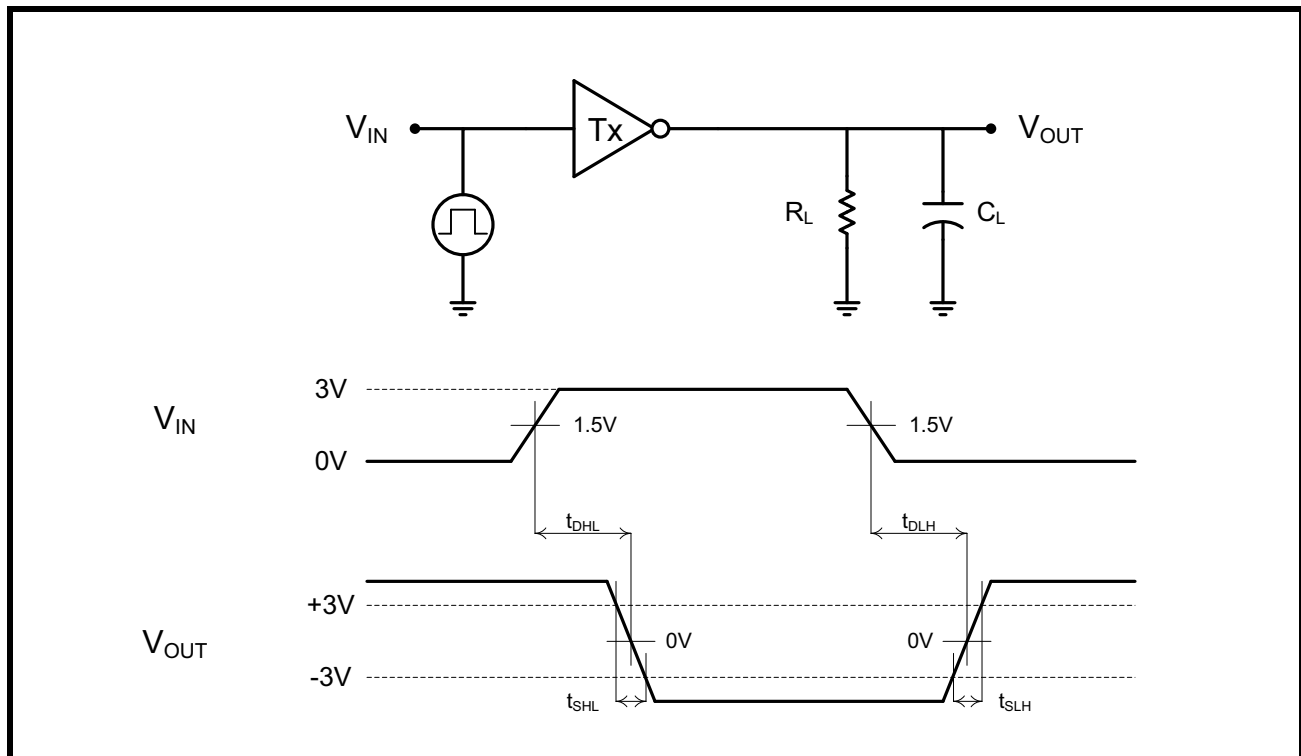 V_IN Tx V_OUT
R_L C_L
3V
V_IN 1.5V 1.5V
0V
t_DHL t_DLH
+3V
V_OUT 0V 0V
-3V
t_SHL t_SLH